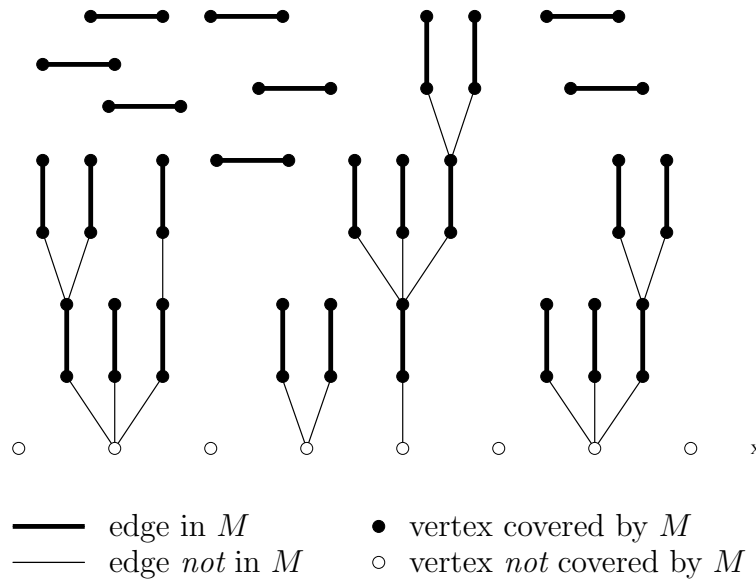 x
edge in M
vertex covered by M
edge not in M
vertex not covered by M